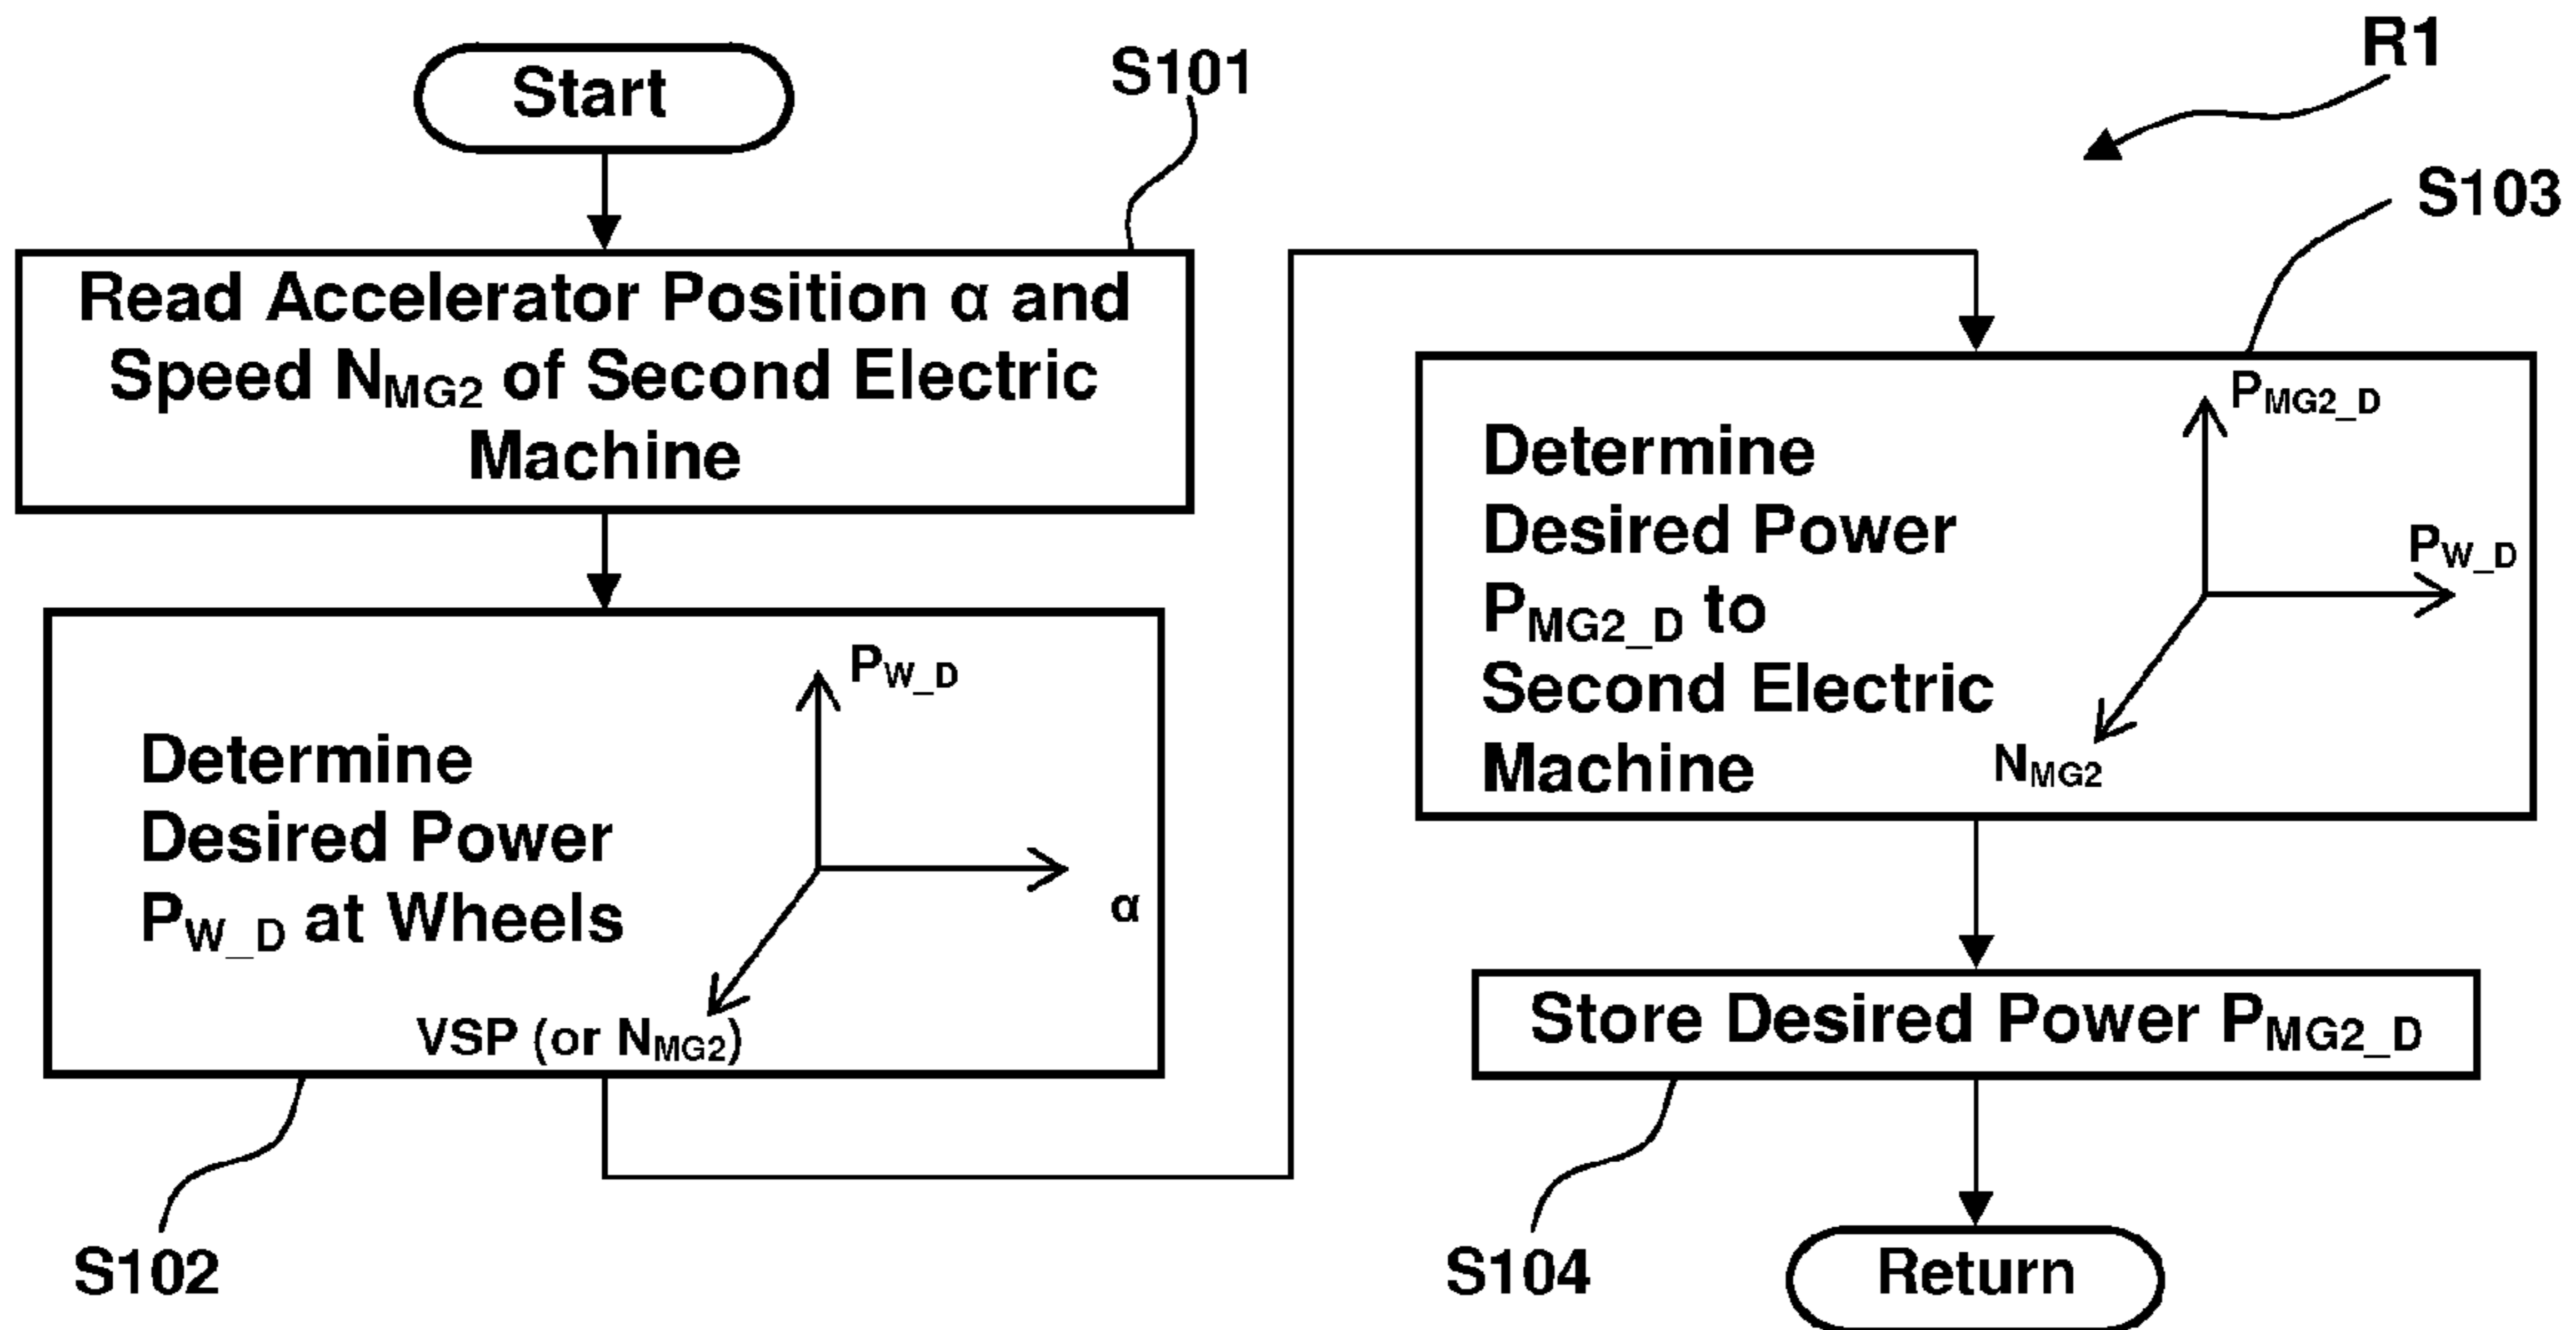 Start
S101
Read Accelerator Position α and
Speed NMG2 of Second Electric
Machine
PW_D
Determine
Desired Power
PW_D at Wheels
α
VSP (or NMG2)
S102
R1
S103
PMG2_D
Determine
Desired Power
PMG2_D to
Second Electric
Machine
PW_D
NMG2
Store Desired Power PMG2_D
S104
Return